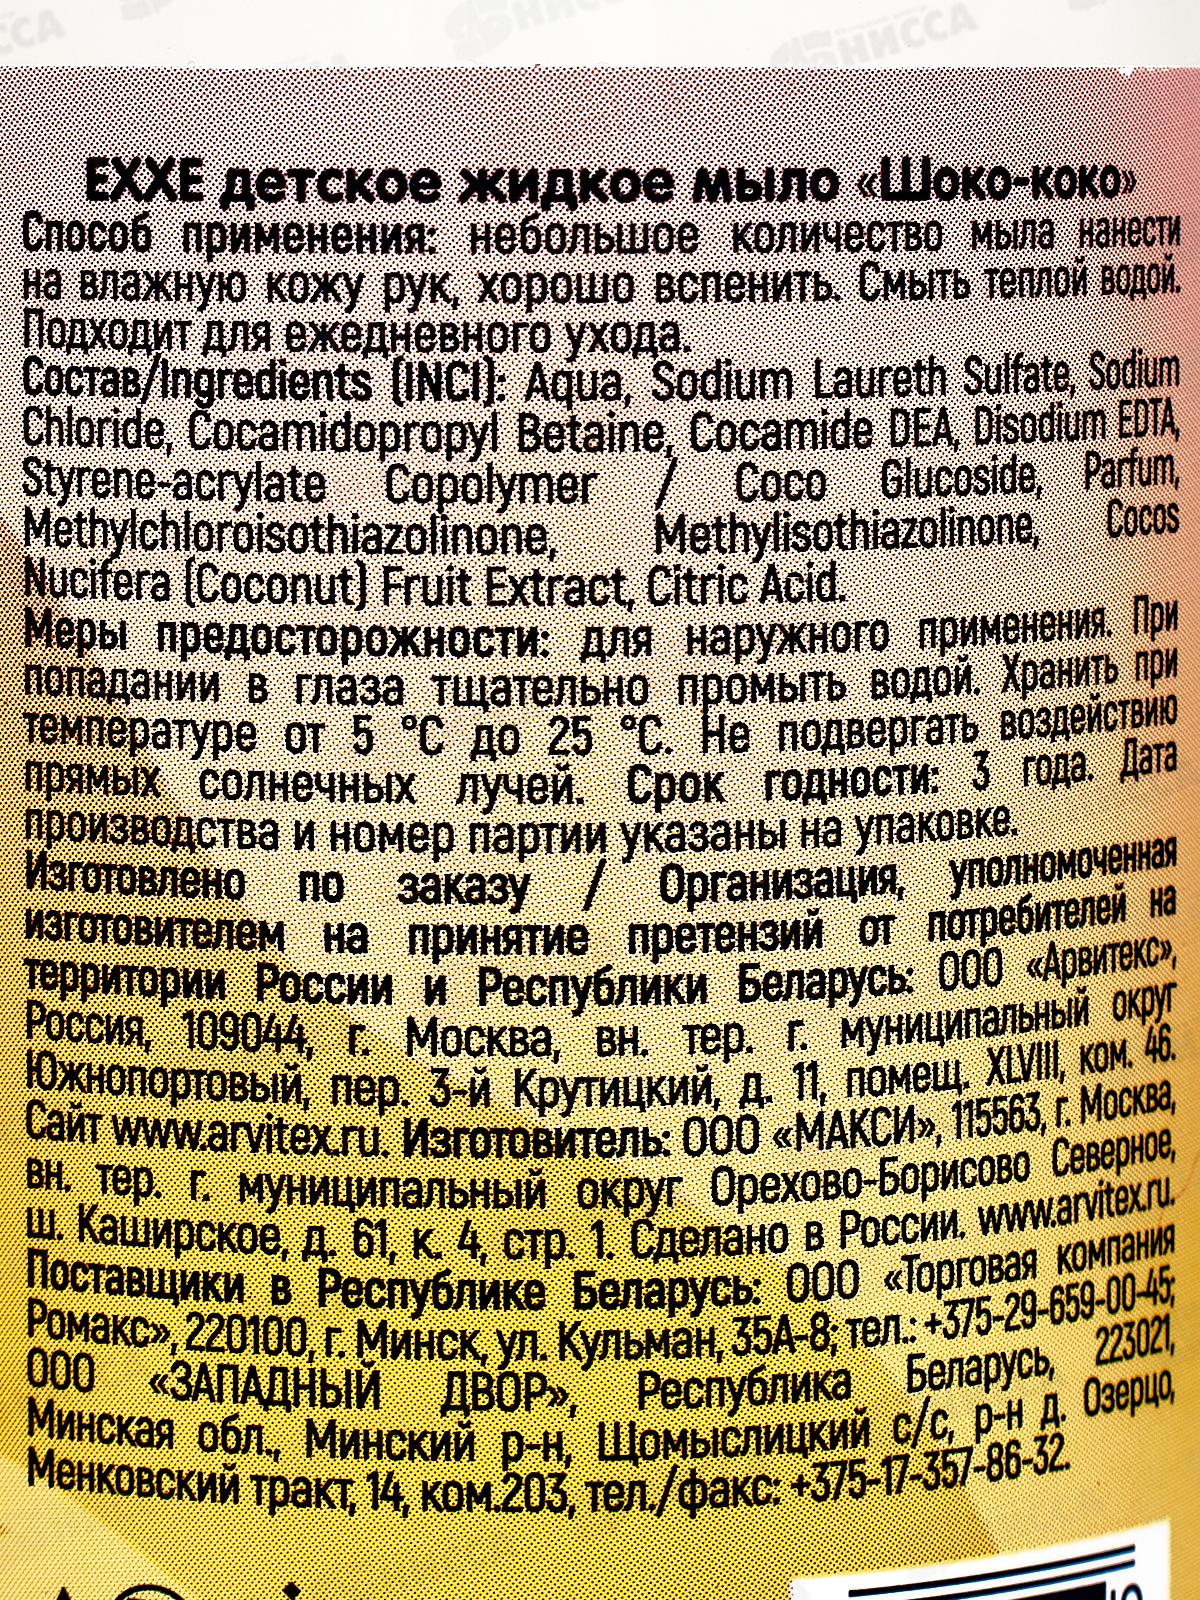 НИССА
НИССА
EXXE детское жидкое мыло «Шоко-коко»
Способ применения: небольшое количество мыла нанести
на влажную кожу рук, хорошо вспенить. Смыть теплой водой.
Подходит для ежедневного ухода.
Состав/Ingredients (INCI): Aqua, Sodium Laureth Sulfate, Sodium
Chloride, Cocamidopropyl Betaine, Cocamide DEA, Disodium EDTA,
Styrene-acrylate Copolymer / Coco Glucoside, Parfum,
Methylchloroisothiazolinone, Methylisothiazolinone, Cocos
Nucifera (Coconut) Fruit Extract, Citric Acid.
Меры предосторожности: для наружного применения. При
попадании в глаза тщательно промыть водой. Хранить при
температуре от 5 °С до 25 °С. Не подвергать воздействию
прямых солнечных лучей. Срок годности: 3 года. Дата
производства и номер партии указаны на упаковке.
Изготовлено по заказу / Организация, уполномоченная
изготовителем на принятие претензий от потребителей на
территории России и Республики Беларусь: ООО «Арвитекс»,
Россия, 109044, г. Москва, вн. тер. г. муниципальный округ
Южнопортовый, пер. 3-й Крутицкий, д. 11, помещ. XLVIII, ком. 46.
Сайт www.arvitex.ru. Изготовитель: ООО «МАКСИ», 115563, г. Москва,
вн. тер. г. муниципальный округ Орехово-Борисово Северное,
ш. Каширское, д. 61, к. 4, стр. 1. Сделано в России. www.arvitex.ru.
Поставщики в Республике Беларусь: ООО «Торговая компания
Ромакс», 220100, г. Минск, ул. Кульман, 35А-8; тел.: +375-29-659-00-45;
ООО «ЗАПАДНЫЙ ДВОР», Республика Беларусь, 223021,
Минская обл., Минский р-н, Щомыслицкий с/с, р-н д. Озерцо,
Менковский тракт, 14, ком.203, тел./факс: +375-17-357-86-32.